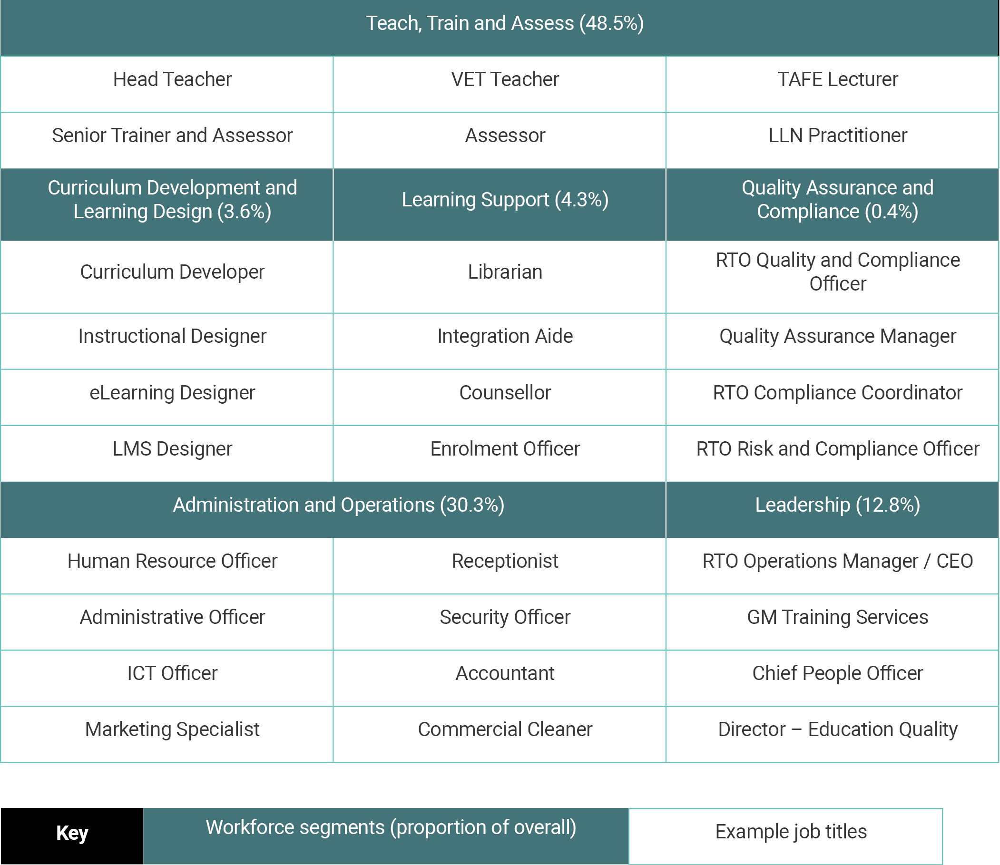 Teach, Train and Assess (48.5%)
Head Teacher
VET Teacher
TAFE Lecturer
Senior Trainer and Assessor
Assessor
LLN Practitioner
Curriculum Development and
Learning Design (3.6%)
Learning Support (4.3%)
Quality Assurance and
Compliance (0.4%)
Curriculum Developer
Librarian
RTO Quality and Compliance
Officer
Instructional Designer
Integration Aide
Quality Assurance Manager
eLearning Designer
Counsellor
RTO Compliance Coordinator
LMS Designer
Enrolment Officer
RTO Risk and Compliance Officer
Administration and Operations (30.3%)
Leadership (12.8%)
Human Resource Officer
Receptionist
RTO Operations Manager / CEO
Administrative Officer
Security Officer
GM Training Services
ICT Officer
Accountant
Chief People Officer
Marketing Specialist
Commercial Cleaner
Director – Education Quality
Key
Workforce segments (proportion of overall)
Example job titles